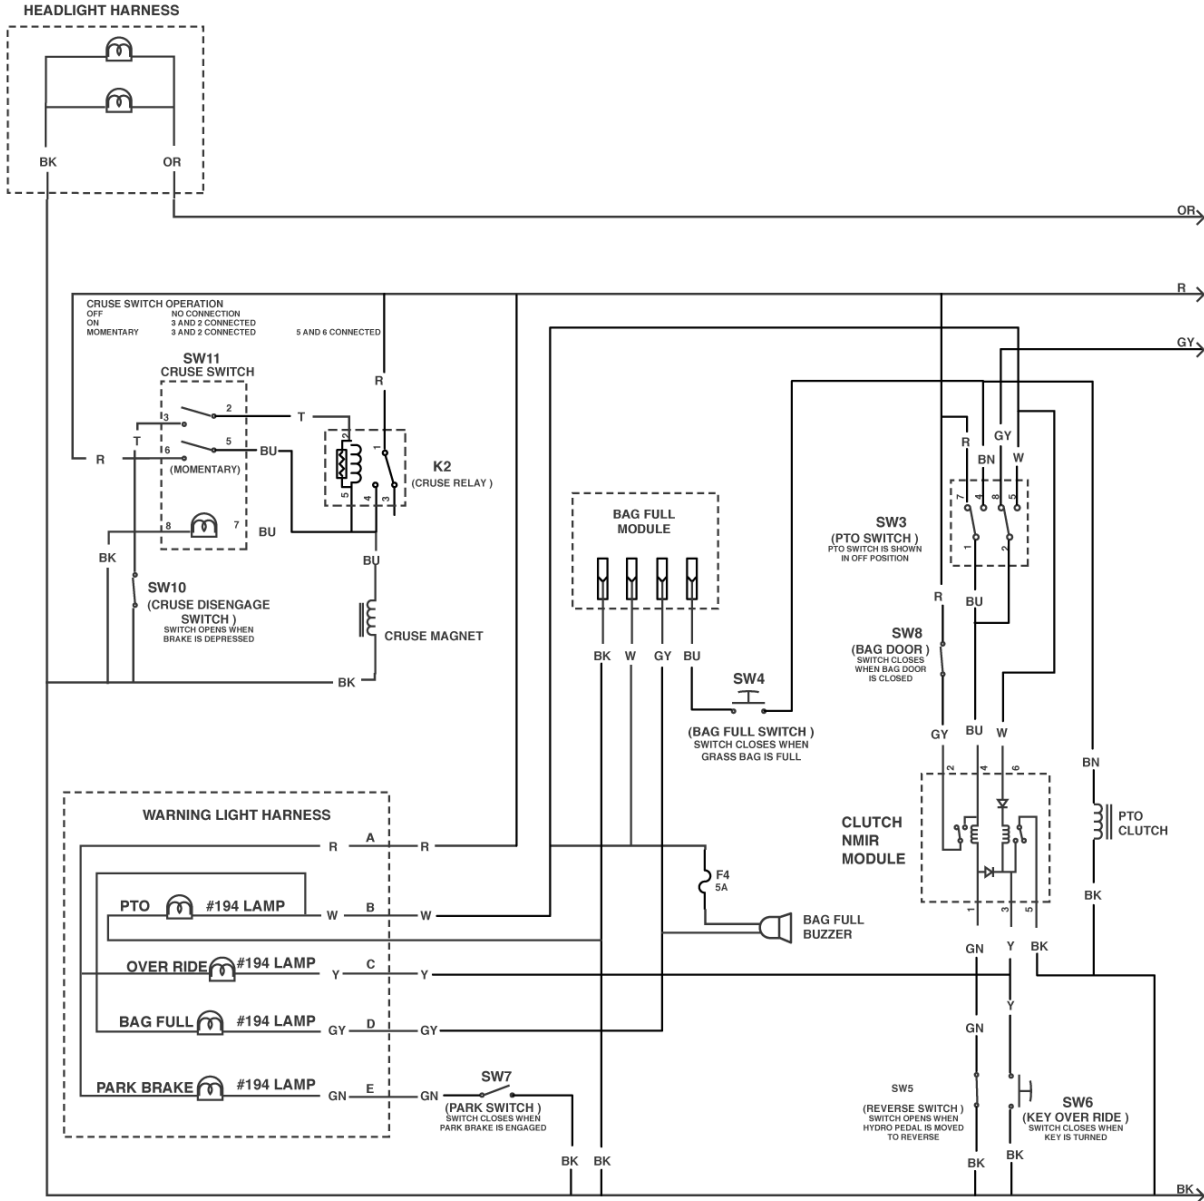 HEADLIGHT HARNESS
BK
OR
OR
R
CRUSE SWITCH OPERATION
OFF NO CONNECTION
ON 3 AND 2 CONNECTED
MOMENTARY 3 AND 2 CONNECTED 5 AND 6 CONNECTED
GY
SW11
CRUSE SWITCH
R
3
2
T
T
6
5
BU
R
(MOMENTARY)
2
1
K2
(CRUSE RELAY )
5
4
3
8
7
BU
BK
BU
SW10
(CRUSE DISENGAGE
SWITCH )
SWITCH OPENS WHEN
BRAKE IS DEPRESSED
CRUSE MAGNET
BK
BAG FULL
MODULE
BK
W
GY
BU
SW4
(BAG FULL SWITCH )
SWITCH CLOSES WHEN
GRASS BAG IS FULL
R
BN
GY
W
7
4
8
5
SW3
(PTO SWITCH )
PTO SWITCH IS SHOWN
IN OFF POSITION
1
2
R
BU
SW8
(BAG DOOR )
SWITCH CLOSES
WHEN BAG DOOR
IS CLOSED
GY
BU
W
2
4
6
BN
CLUTCH
NMIR
MODULE
PTO
CLUTCH
1
3
5
BK
GN
Y
BK
WARNING LIGHT HARNESS
R
A
R
F4
5A
PTO
#194 LAMP
W
B
W
BAG FULL
BUZZER
OVER RIDE
#194 LAMP
Y
C
Y
Y
BAG FULL
#194 LAMP
GY
D
GY
GN
PARK BRAKE
#194 LAMP
GN
E
GN
SW7
(PARK SWITCH )
SWITCH CLOSES WHEN
PARK BRAKE IS ENGAGED
SW5
(REVERSE SWITCH )
SWITCH OPENS WHEN
HYDRO PEDAL IS MOVED
TO REVERSE
SW6
(KEY OVER RIDE )
SWITCH CLOSES WHEN
KEY IS TURNED
BK
BK
BK
BK
BK